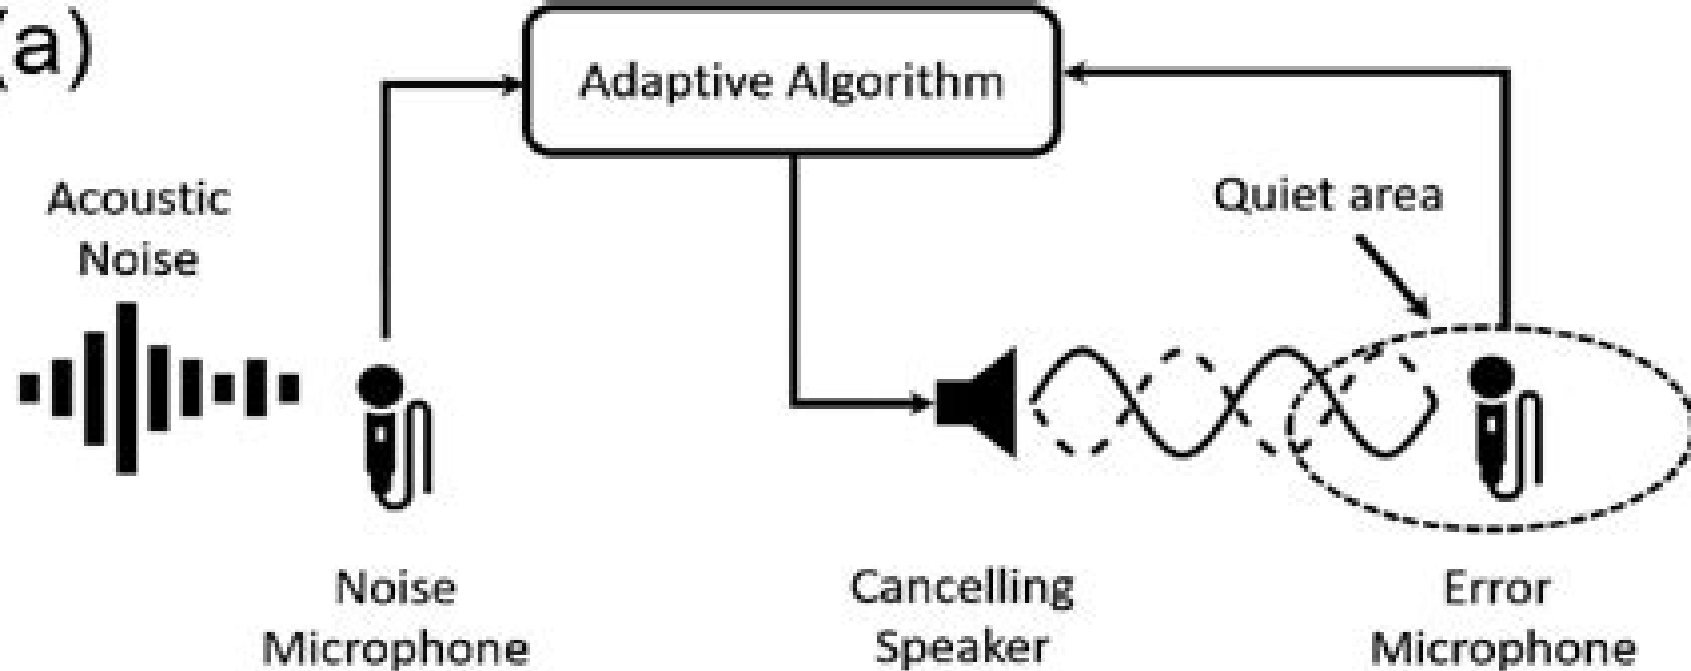 (a)
Adaptive Algorithm
Acoustic
Noise
Quiet area
Noise
Microphone
Cancelling
Speaker
Error
Microphone